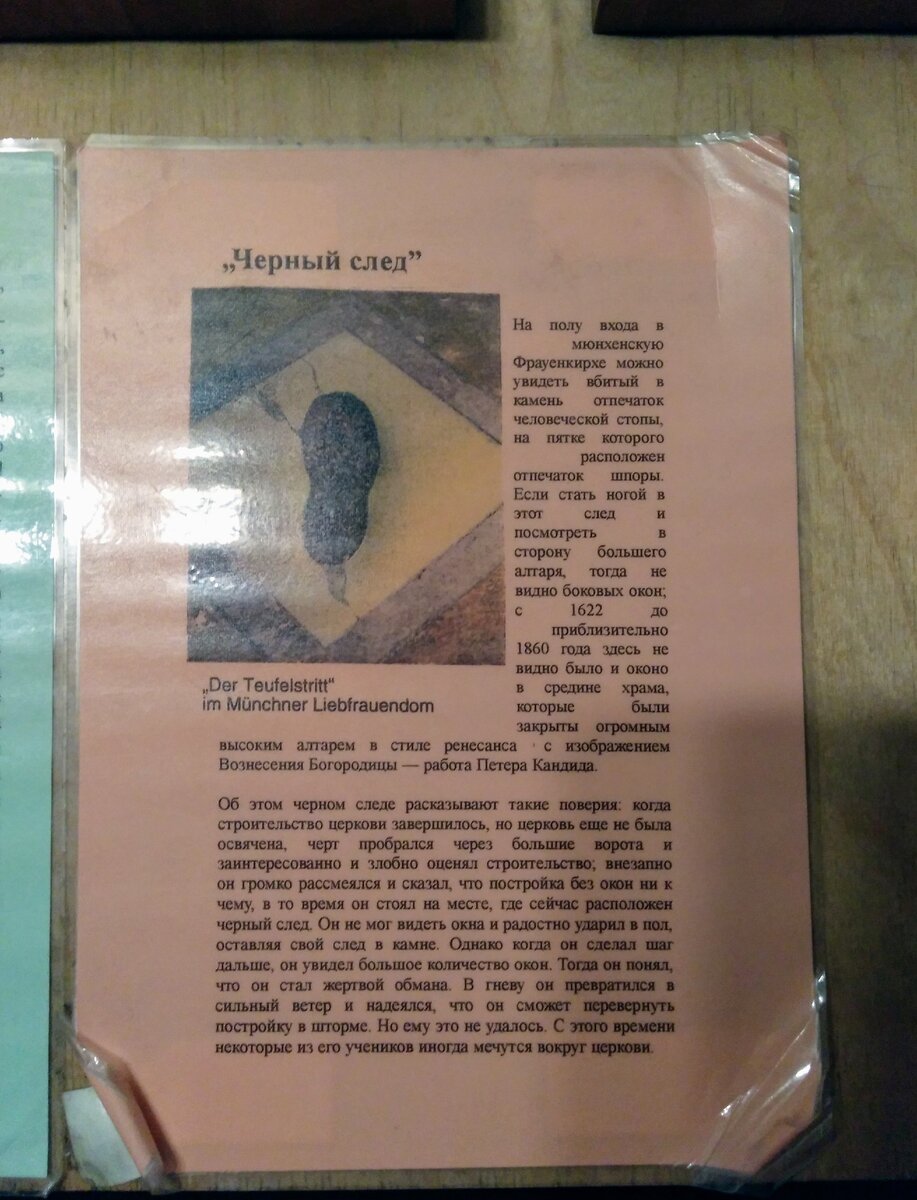 „Черный след”
На полу входа в
мюнхенскую
Фрауенкирхе можно
увидеть вбитый в
камень отпечаток
человеческой стопы,
на пятке которого
расположен
отпечаток шпоры.
Если стать ногой в
этот след и
посмотреть в
сторону большего
алтаря, тогда не
видно боковых окон;
с 1622 до
приблизительно
1860 года здесь не
видно было и оконо
в средине храма,
которые были
закрыты огромным
высоким алтарем в стиле ренесанса с изображением
Вознесения Богородицы — работа Петера Кандида.
„Der Teufelstritt“
im Münchner Liebfrauendom
Об этом черном следе расказывают такие поверия: когда
строительство церкови завершилось, но церковь еще не была
освячена, черт пробрался через большие ворота и
заинтересованно и злобно оценял строительство; внезапно
он громко рассмеялся и сказал, что постройка без окон ни к
чему, в то время он стоял на месте, где сейчас расположен
черный след. Он не мог видеть окна и радостно ударил в пол,
оставляя свой след в камне. Однако когда он сделал шаг
дальше, он увидел большое количество окон. Тогда он понял,
что он стал жертвой обмана. В гневу он превратился в
сильный ветер и надеялся, что он сможет перевернуть
постройку в шторме. Но ему это не удалось. С этого времени
некоторые из его учеников иногда мечутся вокруг церкови.